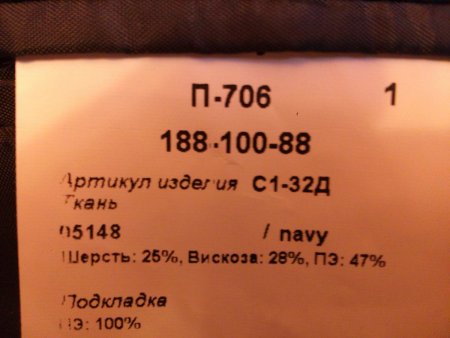 П-706 1
188-100-88
Артикул изделия С1-32Д
Ткань
05148 / navy
Шерсть: 25%, Вискоза: 28%, ПЭ: 47%
Подкладка
ПЭ: 100%